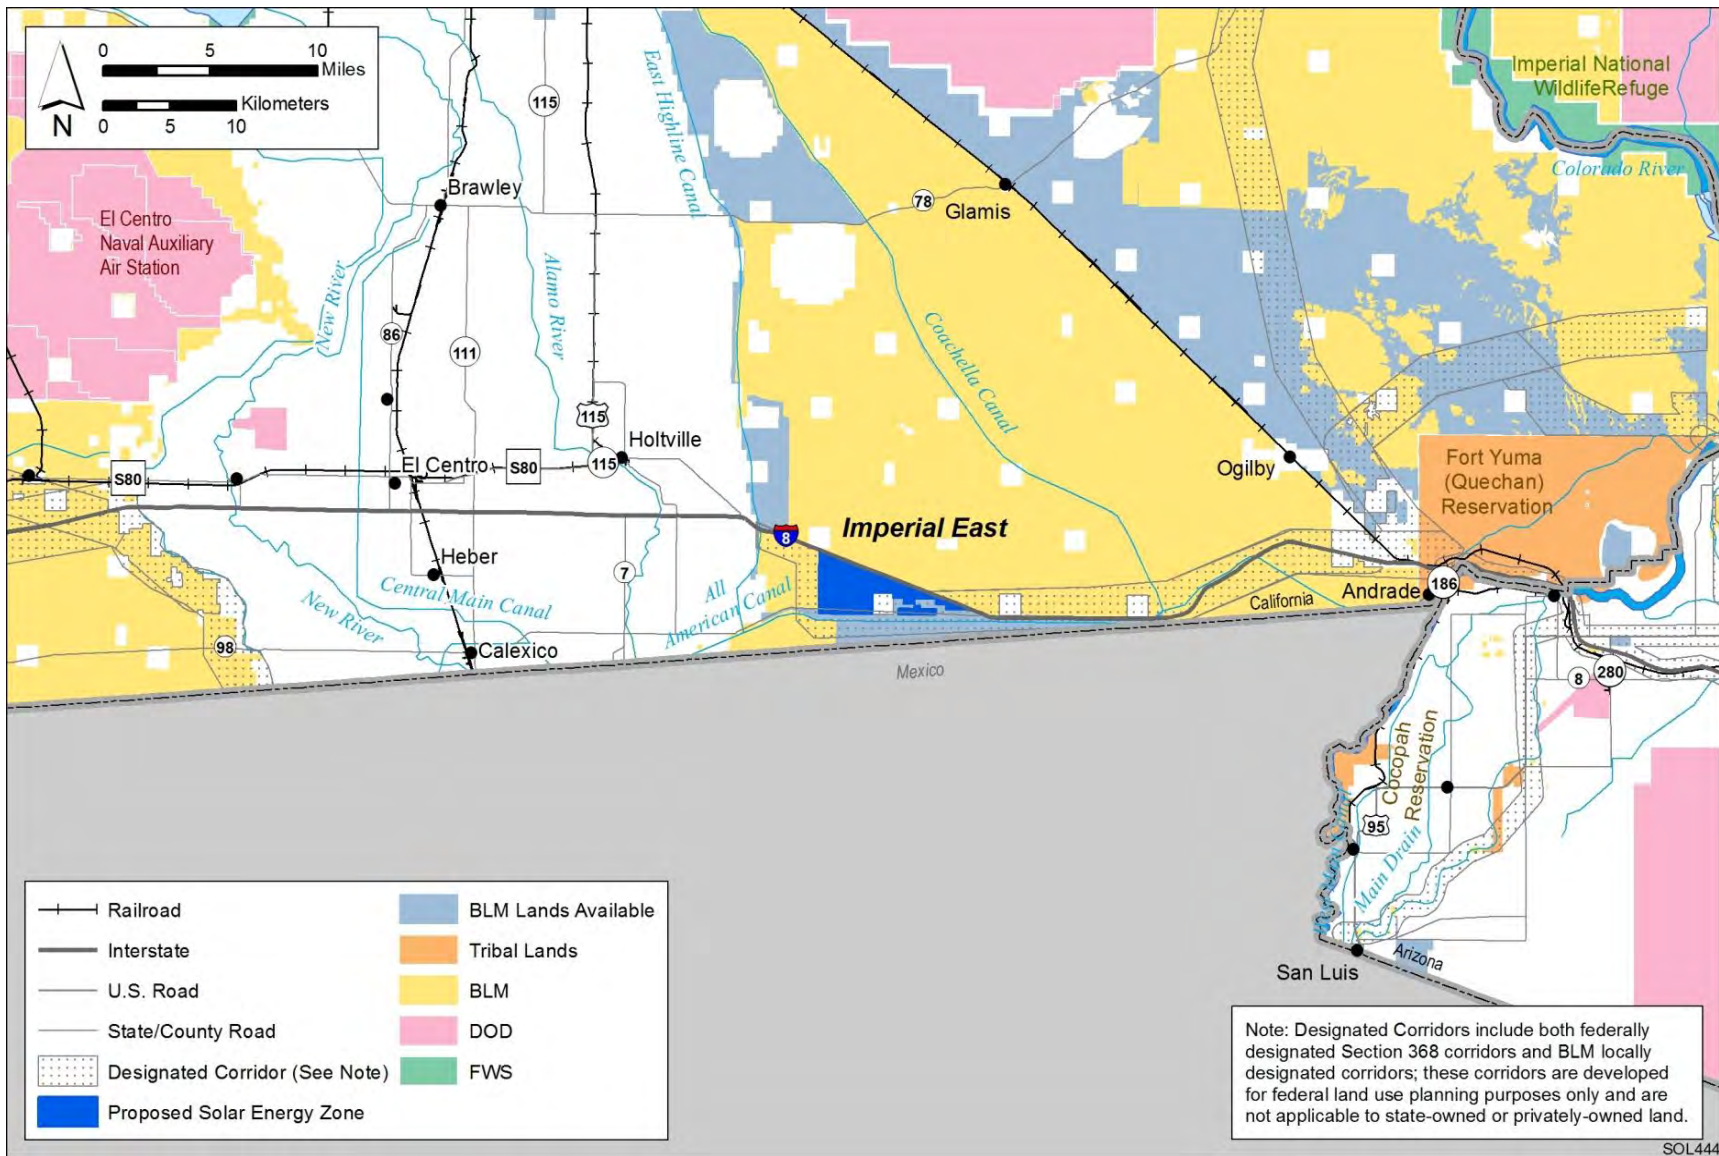 0 5 10
Miles
Kilometers
0 5 10
N
115
East Highline Canal
Imperial National
WildlifeRefuge
Colorado River
Brawley
78
Glamis
El Centro
Naval Auxiliary
Air Station
New River
Alamo River
86
111
Coachella Canal
115
Holtville
115
El Centro
S80
S80
Ogilby
Fort Yuma
(Quechan)
Reservation
8
Imperial East
Heber
7
Central Main Canal
New River
All
American Canal
California
Andrade
186
98
Calexico
Mexico
8
280
Cocopah
Reservation
95
Main Drain
San Luis
Arizona
Railroad
Interstate
U.S. Road
State/County Road
Designated Corridor (See Note)
Proposed Solar Energy Zone
BLM Lands Available
Tribal Lands
BLM
DOD
FWS
Note: Designated Corridors include both federally
designated Section 368 corridors and BLM locally
designated corridors; these corridors are developed
for federal land use planning purposes only and are
not applicable to state-owned or privately-owned land.
SOL444